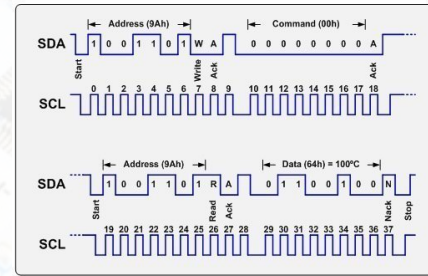 Address (9Ah) Command (00h)
SDA 1 0 0 1 1 0 1 W A 0 0 0 0 0 0 0 0 A
Start Write Ack Ack
0 1 2 3 4 5 6 7 8 9 10 11 12 13 14 15 16 17 18
SCL
Address (9Ah) Data (64h) = 100°C
SDA 1 0 0 1 1 0 1 R A 0 1 1 0 0 1 0 0 N
Start Read Ack Nack Stop
19 20 21 22 23 24 25 26 27 28 29 30 31 32 33 34 35 36 37
SCL